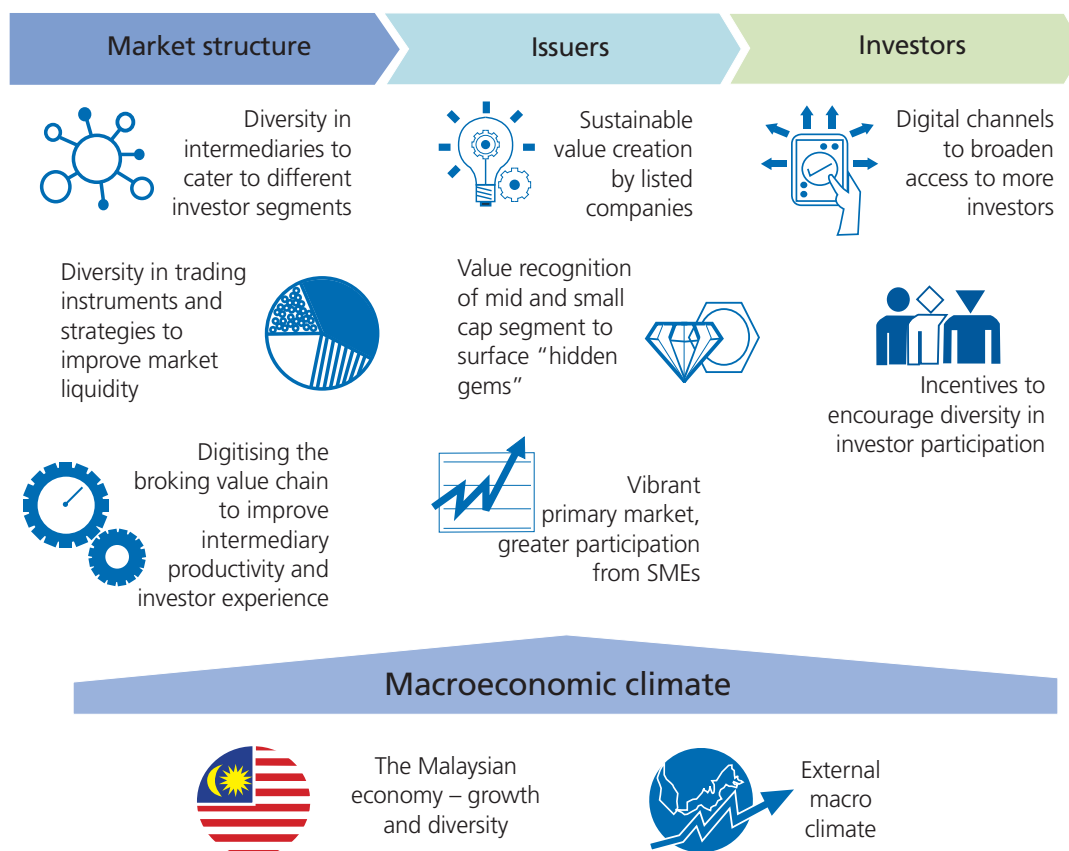 Market structure
Issuers
Investors
Diversity in
intermediaries to
cater to different
investor segments
Diversity in trading
instruments and
strategies to
improve market
liquidity
Digitising the
broking value chain
to improve
intermediary
productivity and
investor experience
Sustainable
value creation
by listed
companies
Value recognition
of mid and small
cap segment to
surface “hidden
gems”
Vibrant
primary market,
greater participation
from SMEs
Digital channels
to broaden
access to more
investors
Incentives to
encourage diversity in
investor participation
Macroeconomic climate
The Malaysian
economy – growth
and diversity
External
macro
climate